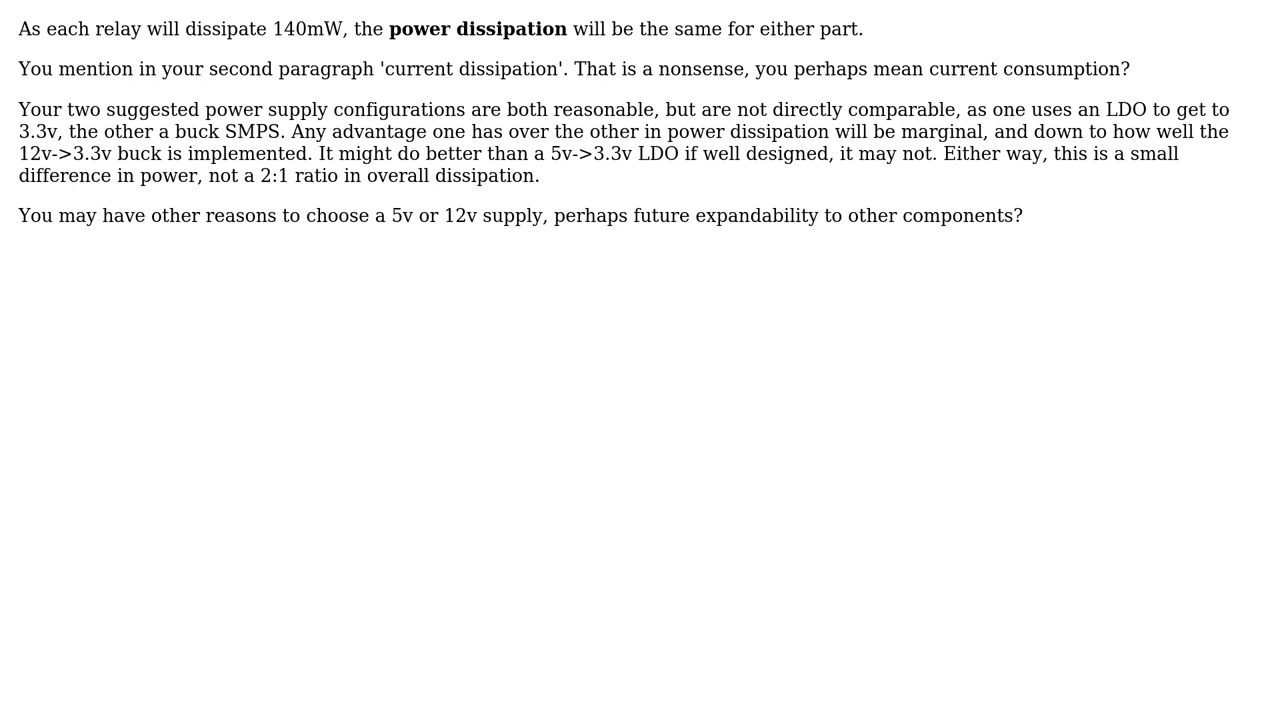 As each relay will dissipate 140mW, the power dissipation will be the same for either part.
You mention in your second paragraph 'current dissipation'. That is a nonsense, you perhaps mean current consumption?
Your two suggested power supply configurations are both reasonable, but are not directly comparable, as one uses an LDO to get to
3.3v, the other a buck SMPS. Any advantage one has over the other in power dissipation will be marginal, and down to how well the
12v->3.3v buck is implemented. It might do better than a 5v->3.3v LDO if well designed, it may not. Either way, this is a small
difference in power, not a 2:1 ratio in overall dissipation.
You may have other reasons to choose a 5v or 12v supply, perhaps future expandability to other components?